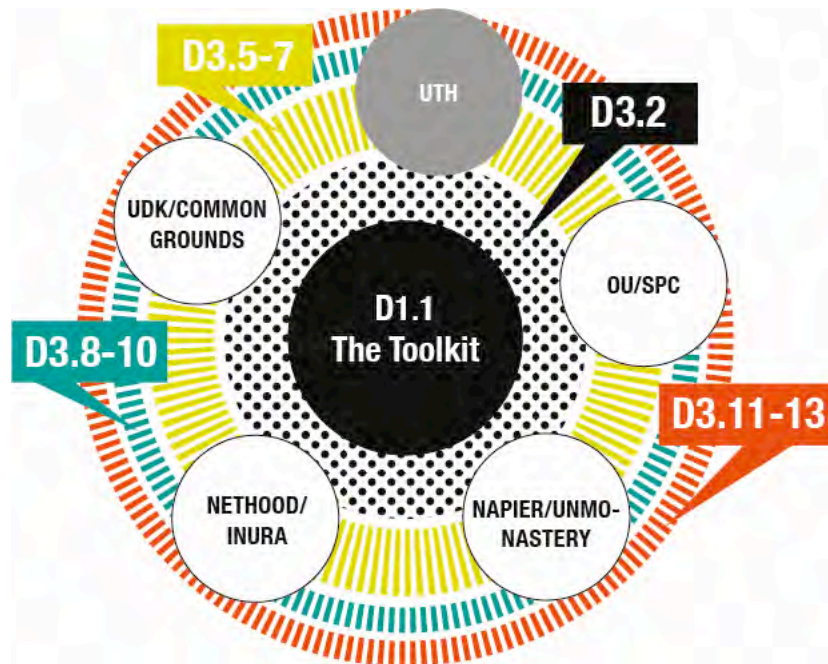 D3.5-7
UTH
D3.2
UDK/COMMON
GROUNDS
OU/SPC
D1.1
The Toolkit
D3.8-10
D3.11-13
NETHOOD/
INURA
NAPIER/UNMO-
NASTERY